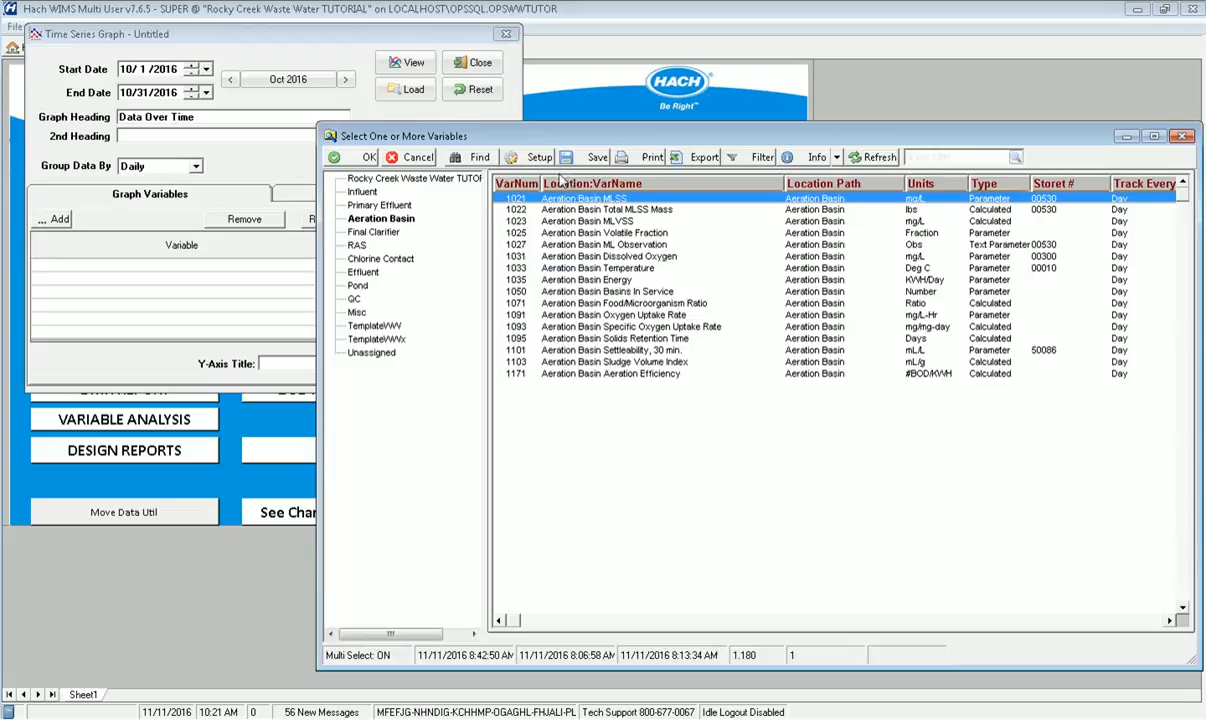 Hach WIMS Multi User v7.6.5 - SUPER @ "Rocky Creek Waste Water TUTORIAL" on LOCALHOST\OPSSQL.OPSWWTUTOR
File
Time Series Graph - Untitled
Start Date 10/ 1 /2016
End Date 10/31/2016
< Oct 2016 >
View Close
Load Reset
Graph Heading Data Over Time
2nd Heading
Group Data By Daily
Graph Variables
... Add Remove R
Variable
Y-Axis Title:
HACH
Be Right™
VARIABLE ANALYSIS
DESIGN REPORTS
Move Data Util See Char
Select One or More Variables
OK Cancel Find Setup Save Print Export Filter Info Refresh
Rocky Creek Waste Water TUTOF
Influent
Primary Effluent
Aeration Basin
Final Clarifier
RAS
Chlorine Contact
Effluent
Pond
QC
Misc
TemplateWW
TemplateWWx
Unassigned
VarNum Location:VarName Location Path Units Type Storet # Track Every
1021 Aeration Basin MLSS Aeration Basin mg/L Parameter 00530 Day
1022 Aeration Basin Total MLSS Mass Aeration Basin lbs Calculated 00530 Day
1023 Aeration Basin MLVSS Aeration Basin mg/L Calculated Day
1025 Aeration Basin Volatile Fraction Aeration Basin Fraction Parameter Day
1027 Aeration Basin ML Observation Aeration Basin Obs Text Parameter 00530 Day
1031 Aeration Basin Dissolved Oxygen Aeration Basin mg/L Parameter 00300 Day
1033 Aeration Basin Temperature Aeration Basin Deg C Parameter 00010 Day
1035 Aeration Basin Energy Aeration Basin KWH/Day Parameter Day
1050 Aeration Basin Basins In Service Aeration Basin Number Parameter Day
1071 Aeration Basin Food/Microorganism Ratio Aeration Basin Ratio Calculated Day
1091 Aeration Basin Oxygen Uptake Rate Aeration Basin mg/L-Hr Parameter Day
1093 Aeration Basin Specific Oxygen Uptake Rate Aeration Basin mg/mg-day Calculated Day
1095 Aeration Basin Solids Retention Time Aeration Basin Days Calculated Day
1101 Aeration Basin Settleability, 30 min. Aeration Basin mL/L Parameter 50086 Day
1103 Aeration Basin Sludge Volume Index Aeration Basin mL/g Calculated Day
1171 Aeration Basin Aeration Efficiency Aeration Basin #BOD/KWH Calculated Day
Multi Select: ON 11/11/2016 8:42:50 AM 11/11/2016 8:06:58 AM 11/11/2016 8:13:34 AM 1.180 1
Sheet1
11/11/2016 10:21 AM 0 56 New Messages MFEFJG-NHNDIG-KCHHMP-OGAGHL-FHJALI-PL Tech Support 800-677-0067 Idle Logout Disabled